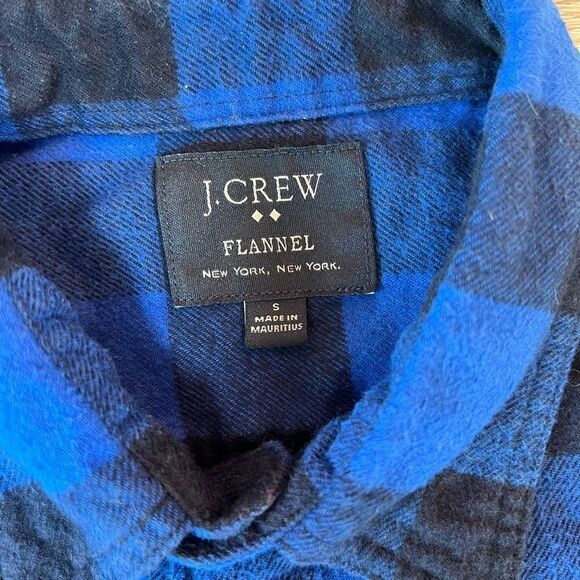 J.CREW
FLANNEL
NEW YORK, NEW YORK.
S
MADE IN
MAURITIUS